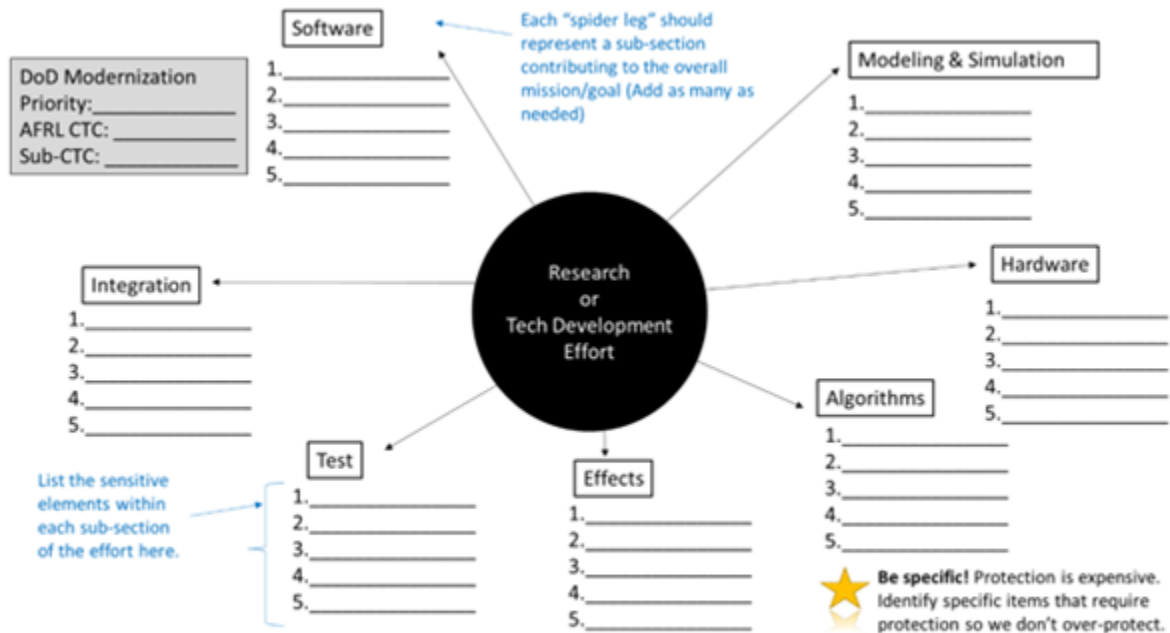 Software
1.________________
2.________________
3.________________
4.________________
5.________________
Each “spider leg” should
represent a sub-section
contributing to the overall
mission/goal (Add as many as
needed)
Modeling & Simulation
1.________________
2.________________
3.________________
4.________________
5.________________
DoD Modernization
Priority:______________
AFRL CTC: ____________
Sub-CTC: _____________
Research
or
Tech Development
Effort
Integration
1.________________
2.________________
3.________________
4.________________
5.________________
Hardware
1.________________
2.________________
3.________________
4.________________
5.________________
Algorithms
1.________________
2.________________
3.________________
4.________________
5.________________
Test
1.________________
2.________________
3.________________
4.________________
5.________________
List the sensitive
elements within
each sub-section
of the effort here.
Effects
1.________________
2.________________
3.________________
4.________________
5.________________
Be specific! Protection is expensive.
Identify specific items that require
protection so we don’t over-protect.